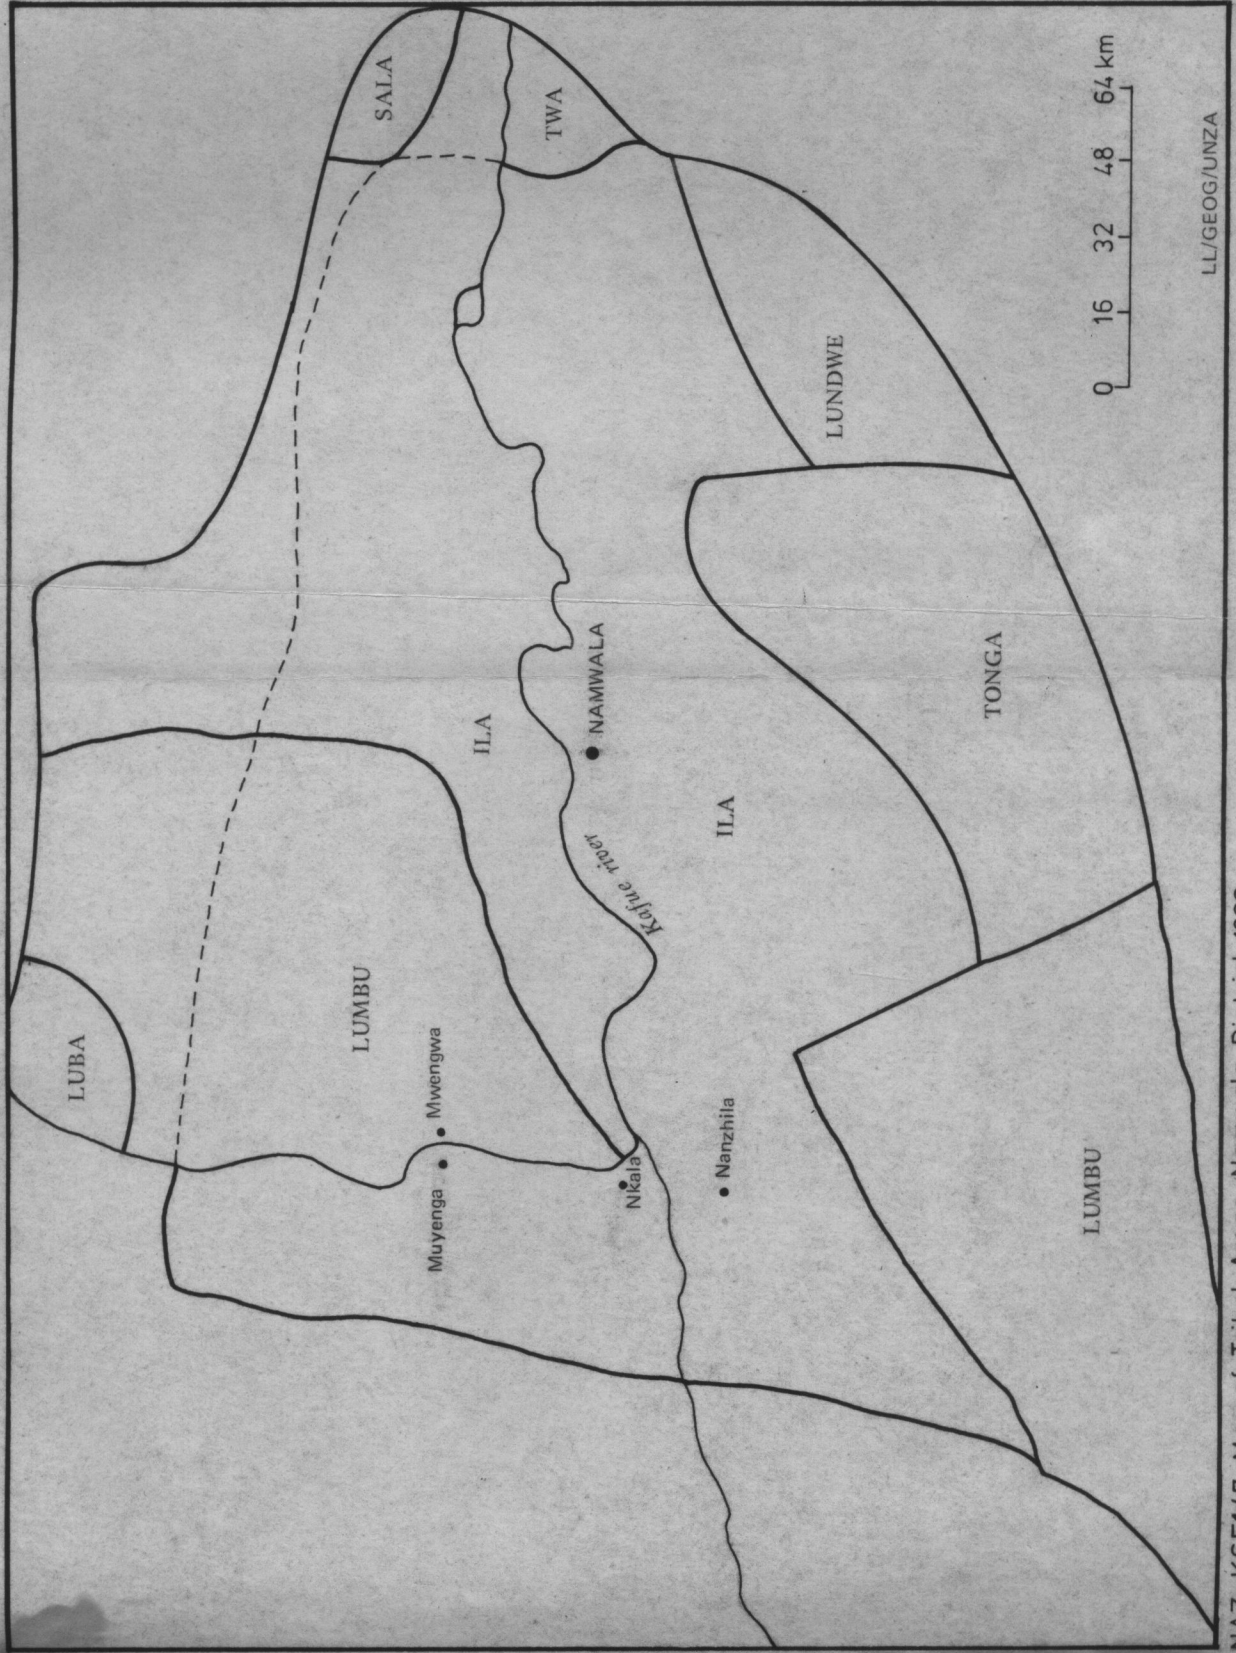 LUBA
LUMBU
SALA
Muyenga
Mwengwa
ILA
TWA
NAMWALA
Kafue river
Nkala
Nanzhila
ILA
LUNDWE
TONGA
LUMBU
0 16 32 48 64 km
LL/GEOG/UNZA